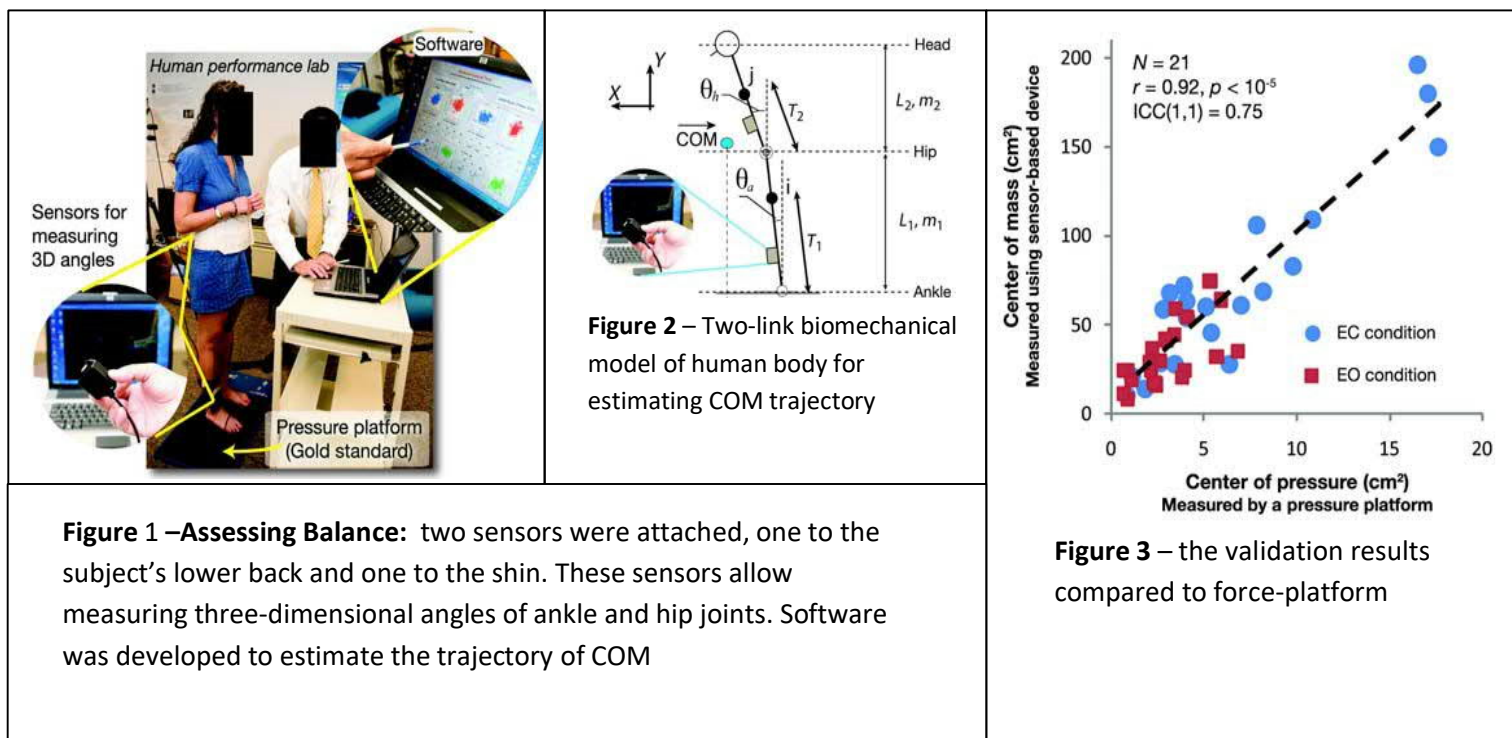 Human performance lab
Software
Sensors for
measuring
3D angles
Pressure platform
(Gold standard)
Figure 1 –Assessing Balance: two sensors were attached, one to the
subject's lower back and one to the shin. These sensors allow
measuring three-dimensional angles of ankle and hip joints. Software
was developed to estimate the trajectory of COM
Y
X
Head
j
θh
T2
L2, m2
COM
Hip
θa
i
T1
L1, m1
Ankle
Figure 2 – Two-link biomechanical
model of human body for
estimating COM trajectory
Center of mass (cm²)
Measured using sensor-based device
200
150
100
50
0
N = 21
r = 0.92, p < 10⁻⁵
ICC(1,1) = 0.75
EC condition
EO condition
0 5 10 15 20
Center of pressure (cm²)
Measured by a pressure platform
Figure 3 – the validation results
compared to force-platform